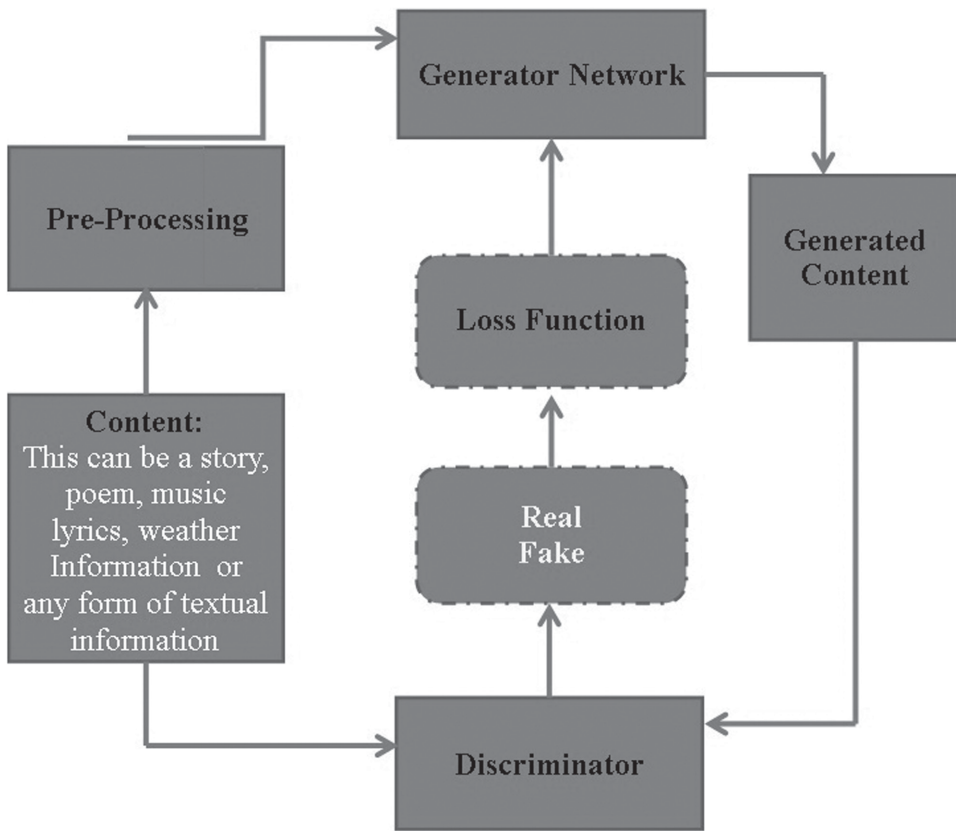 Generator Network
Pre-Processing
Generated
Content
Loss Function
Content:
This can be a story,
poem, music
lyrics, weather
Information or
any form of textual
information
Real
Fake
Discriminator